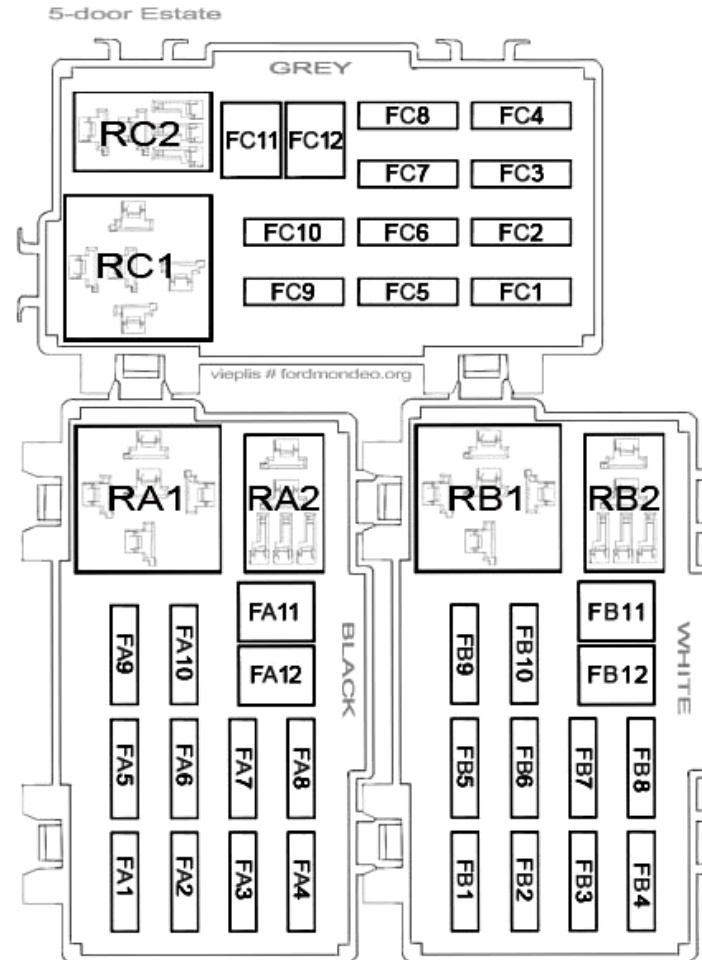 5-door Estate
GREY
RC2
FC11
FC12
FC8
FC4
FC7
FC3
RC1
FC10
FC6
FC2
FC9
FC5
FC1
vieplis # fordmondeo.org
RA1
RA2
FA11
FA12
FA9
FA10
FA5
FA6
FA7
FA8
FA1
FA2
FA3
FA4
BLACK
RB1
RB2
FB11
FB12
FB9
FB10
FB5
FB6
FB7
FB8
FB1
FB2
FB3
FB4
WHITE